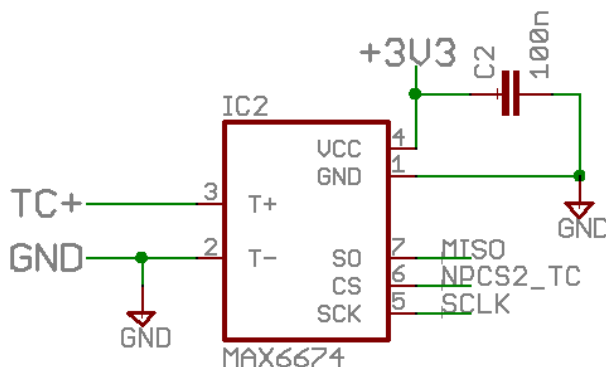 +3V3
C2
100n
IC2
VCC
4
GND
1
GND
TC+
3
T+
GND
2
T-
GND
SO
7
MISO
CS
6
NPCS2_TC
SCK
5
SCLK
MAX6674